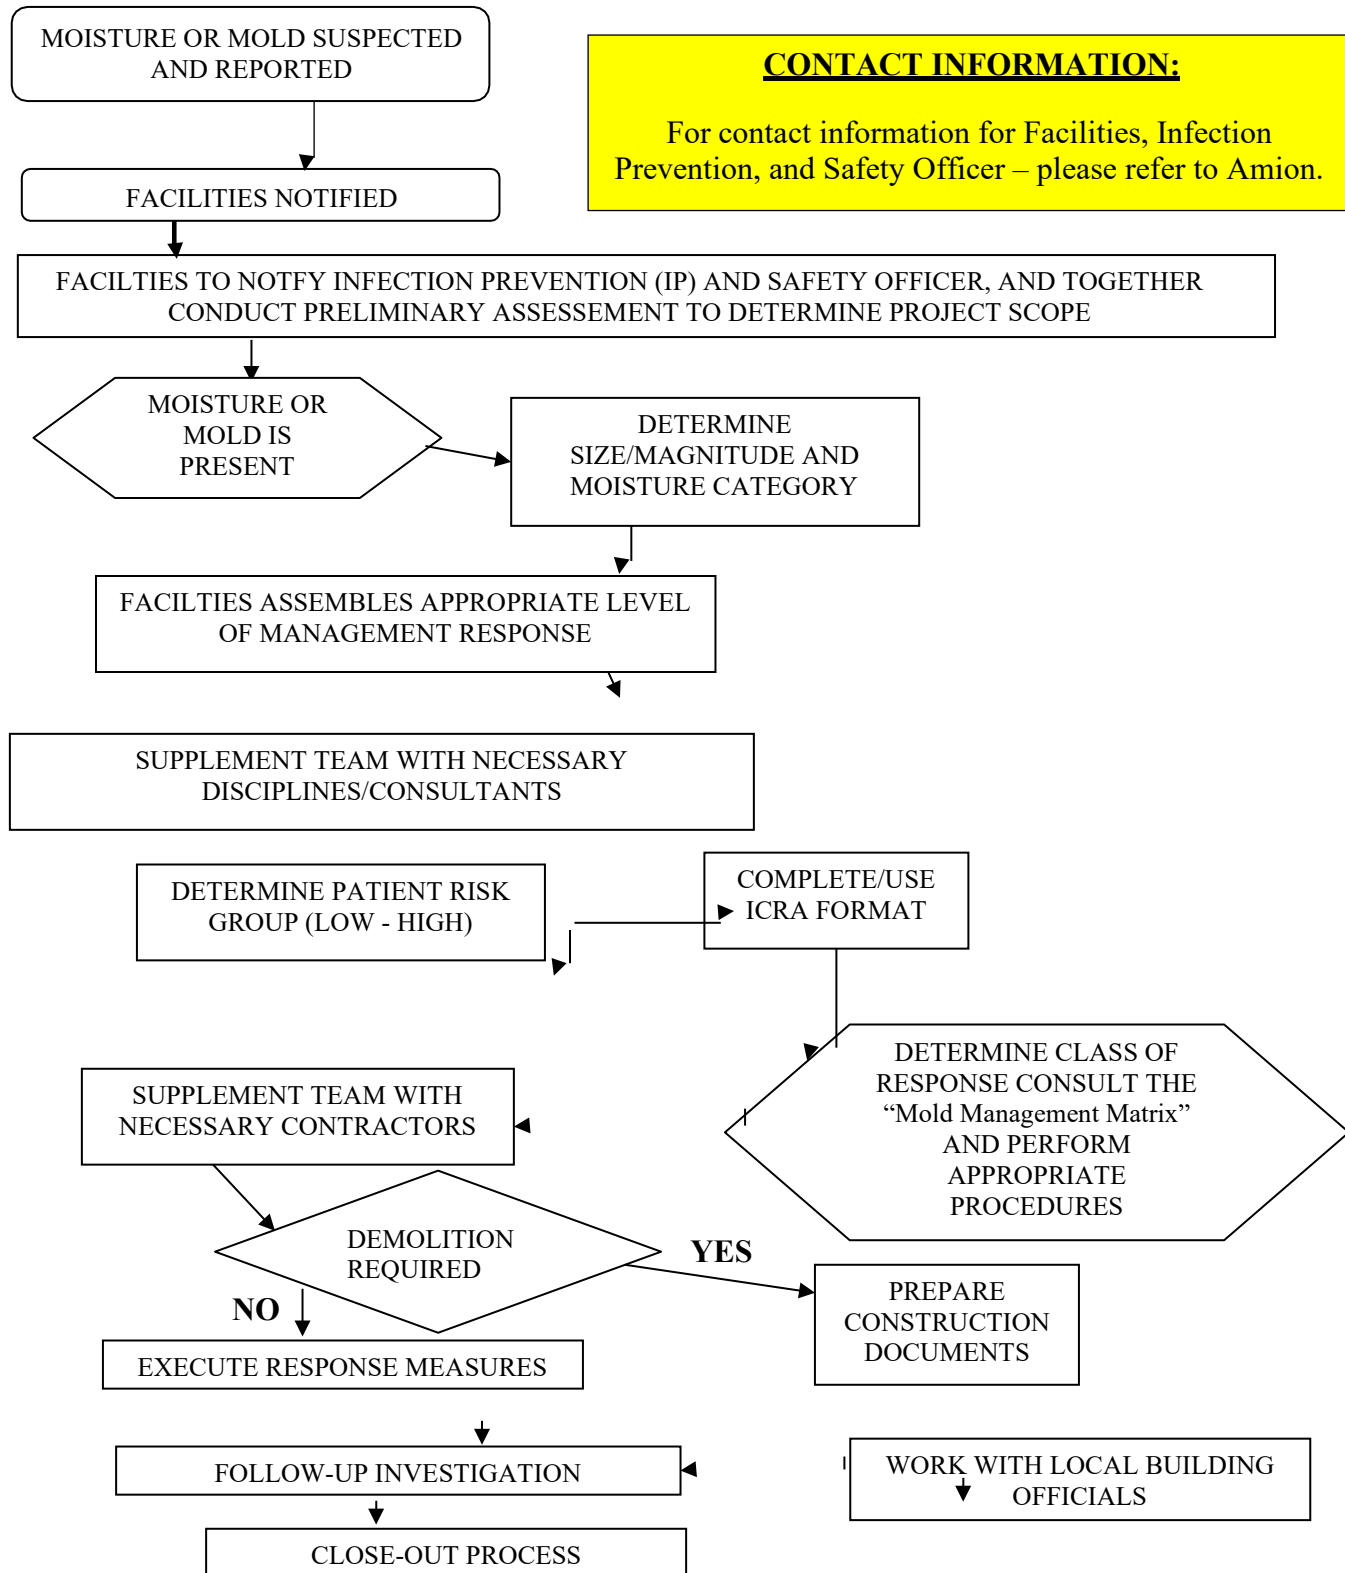 MOISTURE OR MOLD SUSPECTED
AND REPORTED
CONTACT INFORMATION:
For contact information for Facilities, Infection
Prevention, and Safety Officer – please refer to Amion.
FACILITIES NOTIFIED
FACILTIES TO NOTFY INFECTION PREVENTION (IP) AND SAFETY OFFICER, AND TOGETHER
CONDUCT PRELIMINARY ASSESSEMENT TO DETERMINE PROJECT SCOPE
MOISTURE OR
MOLD IS
PRESENT
DETERMINE
SIZE/MAGNITUDE AND
MOISTURE CATEGORY
FACILTIES ASSEMBLES APPROPRIATE LEVEL
OF MANAGEMENT RESPONSE
SUPPLEMENT TEAM WITH NECESSARY
DISCIPLINES/CONSULTANTS
DETERMINE PATIENT RISK
GROUP (LOW - HIGH)
COMPLETE/USE
ICRA FORMAT
DETERMINE CLASS OF
RESPONSE CONSULT THE
“Mold Management Matrix”
AND PERFORM
APPROPRIATE
PROCEDURES
SUPPLEMENT TEAM WITH
NECESSARY CONTRACTORS
DEMOLITION
REQUIRED
YES
NO
PREPARE
CONSTRUCTION
DOCUMENTS
EXECUTE RESPONSE MEASURES
FOLLOW-UP INVESTIGATION
WORK WITH LOCAL BUILDING
OFFICIALS
CLOSE-OUT PROCESS